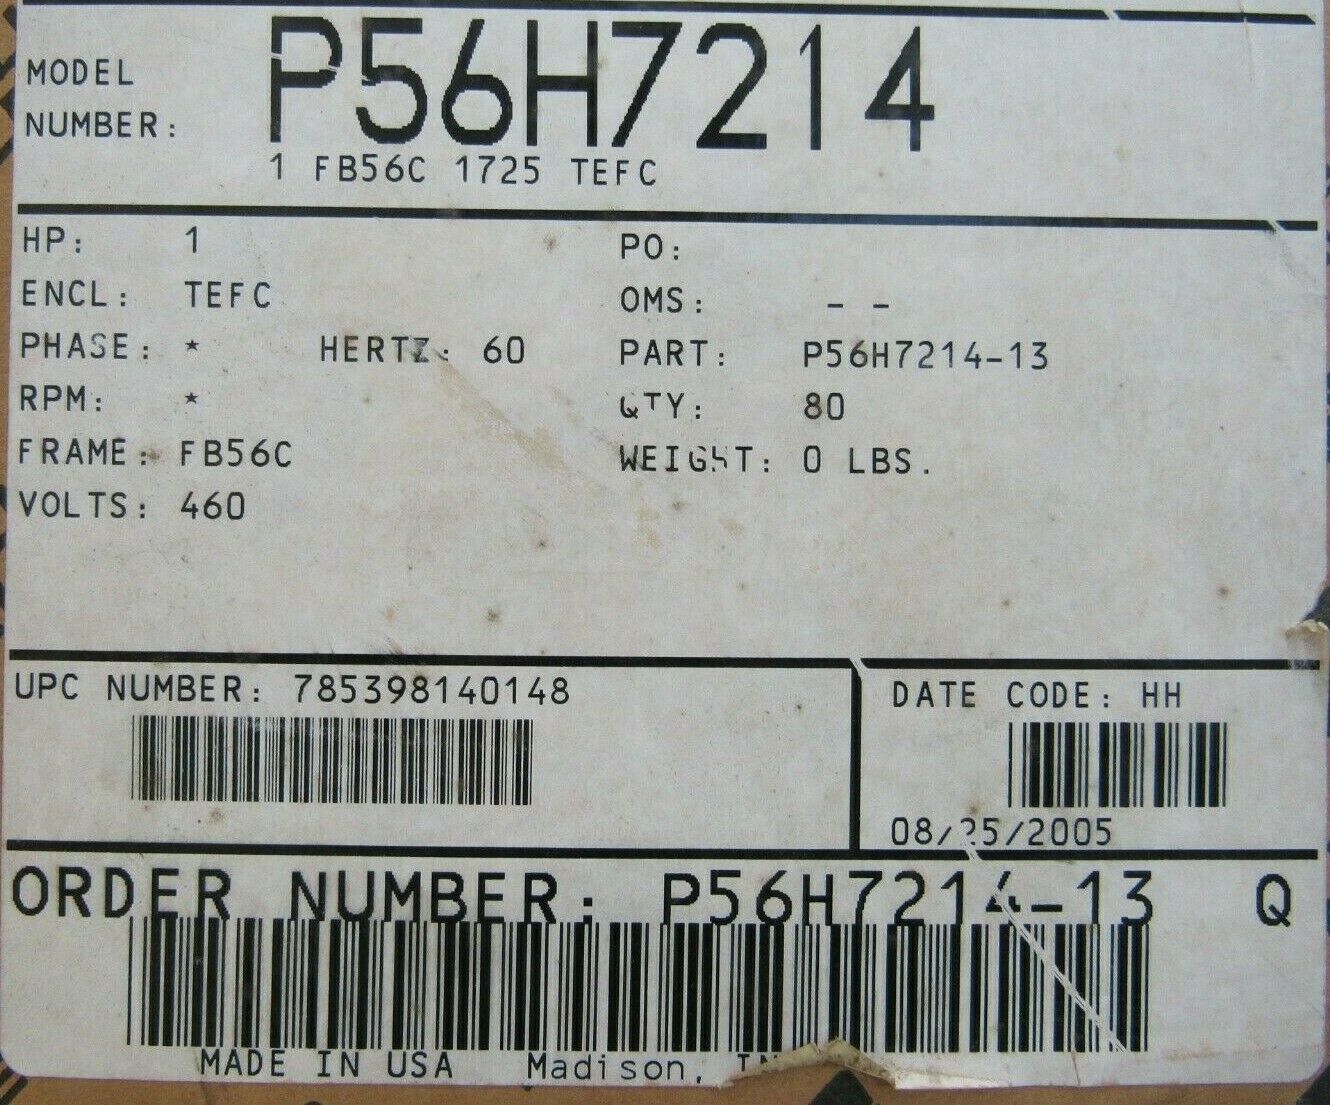 MODEL NUMBER: P56H7214
1 FB56C 1725 TEFC
HP: 1
ENCL: TEFC
PHASE: * HERTZ: 60
RPM: *
FRAME: FB56C
VOLTS: 460
PO:
OMS: - -
PART: P56H7214-13
QTY: 80
WEIGHT: 0 LBS.
UPC NUMBER: 785398140148
DATE CODE: HH
08/25/2005
ORDER NUMBER: P56H7214-13 Q
MADE IN USA Madison, IN